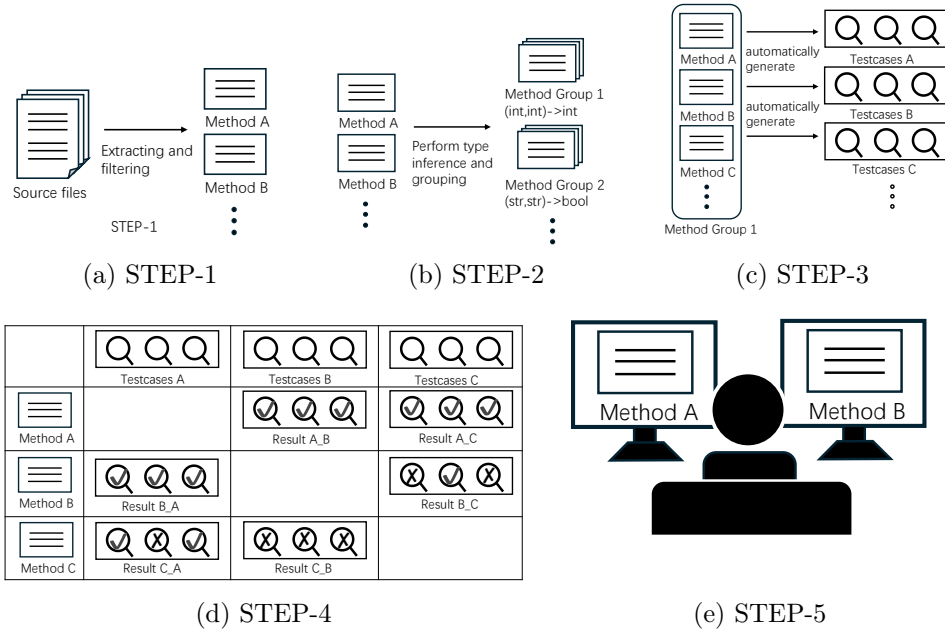 Source files
Extracting and
filtering
Method A
Method B
STEP-1
(a) STEP-1
Method A
Method B
Perform type
inference and
grouping
Method Group 1
(int,int)->int
Method Group 2
(str,str)->bool
(b) STEP-2
Method A
Method B
Method C
Method Group 1
automatically
generate
automatically
generate
Testcases A
Testcases B
Testcases C
(c) STEP-3
Testcases A
Testcases B
Testcases C
Method A
Result A_B
Result A_C
Method B
Result B_A
Result B_C
Method C
Result C_A
Result C_B
(d) STEP-4
Method A
Method B
(e) STEP-5